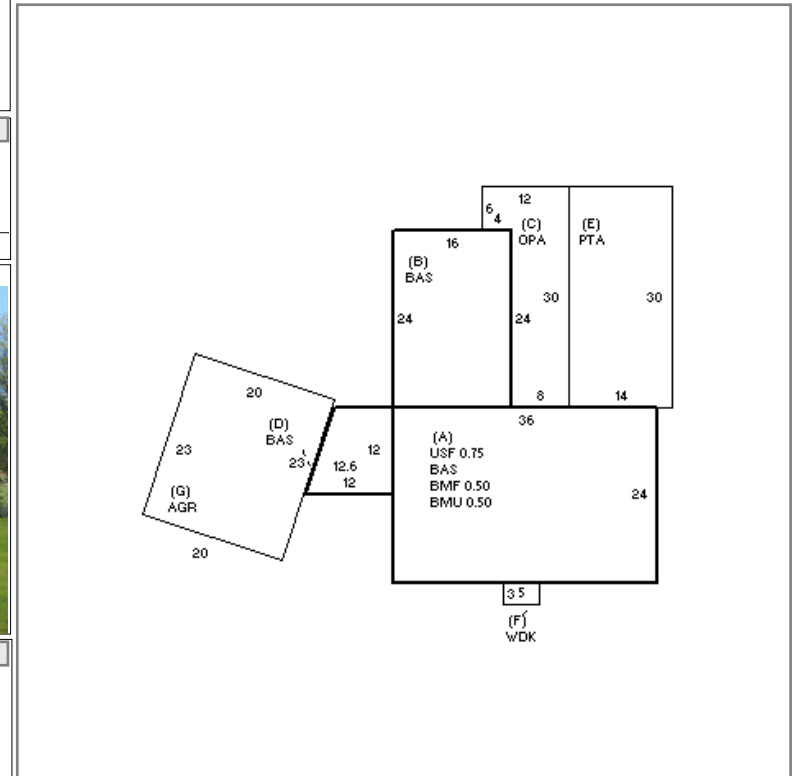 12
6
4
(C)
OPA
(E)
PTA
16
(B)
BAS
30
30
24
24
8
14
20
36
(D)
BAS
12
(A)
USF 0.75
BAS
BMF 0.50
BMU 0.50
23
23
12.6
12
24
(G)
AGR
20
3 5
(F)
WDK